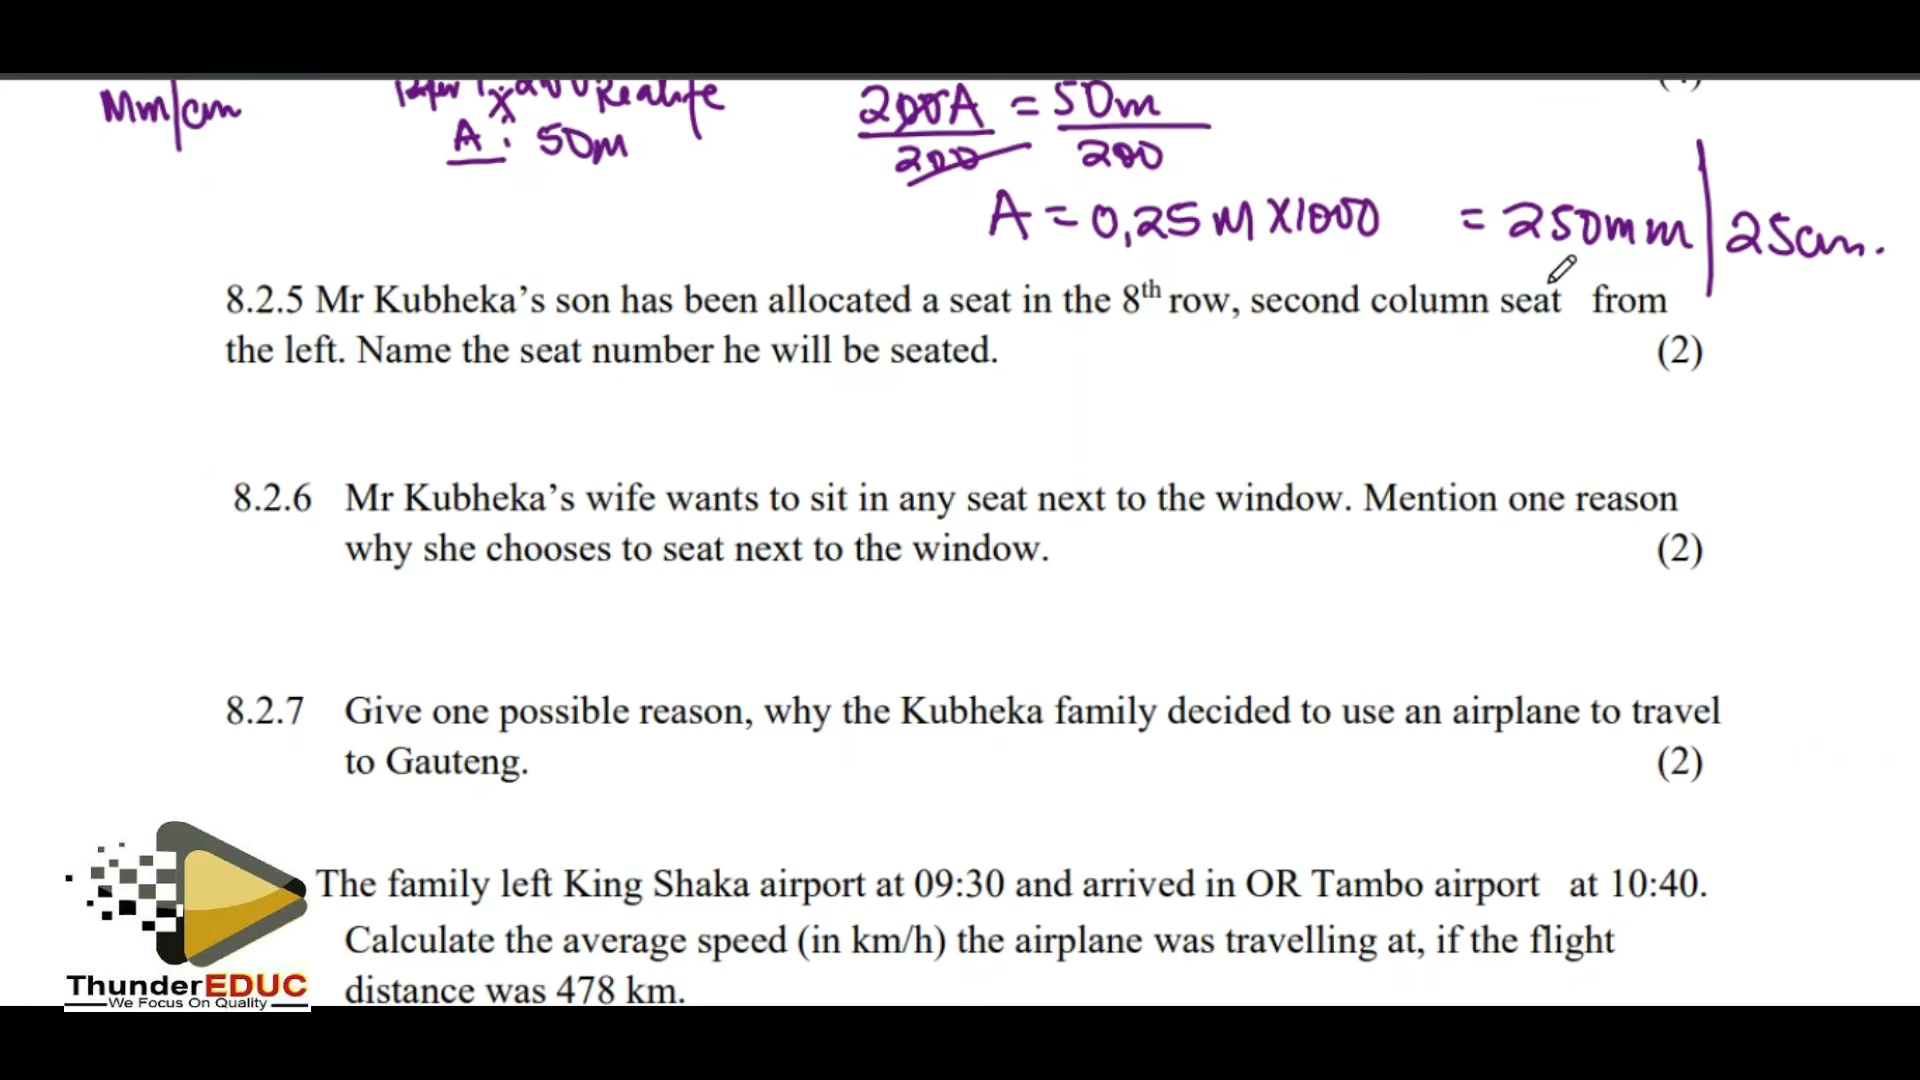 Mm/cm
Real life
A : 50m
200A = 50m
200 200
A = 0,25 M X1000 = 250mm | 25cm.
8.2.5 Mr Kubheka’s son has been allocated a seat in the 8th row, second column seat from
the left. Name the seat number he will be seated. (2)
8.2.6 Mr Kubheka’s wife wants to sit in any seat next to the window. Mention one reason
why she chooses to seat next to the window. (2)
8.2.7 Give one possible reason, why the Kubheka family decided to use an airplane to travel
to Gauteng. (2)
The family left King Shaka airport at 09:30 and arrived in OR Tambo airport at 10:40.
Calculate the average speed (in km/h) the airplane was travelling at, if the flight
distance was 478 km.
ThunderEDUC
We Focus On Quality